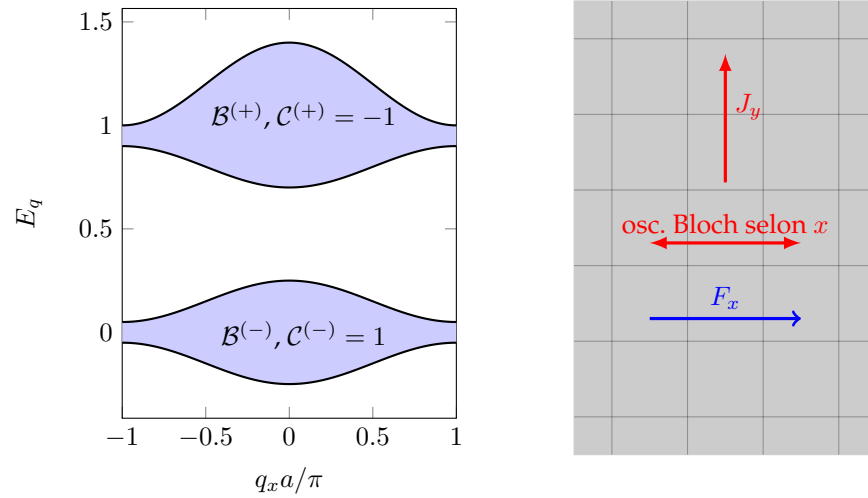 1.5
1
0.5
0
E_q
B^(+), C^(+) = −1
B^(−), C^(−) = 1
−1 −0.5 0 0.5 1
q_x a/π
J_y
osc. Bloch selon x
F_x